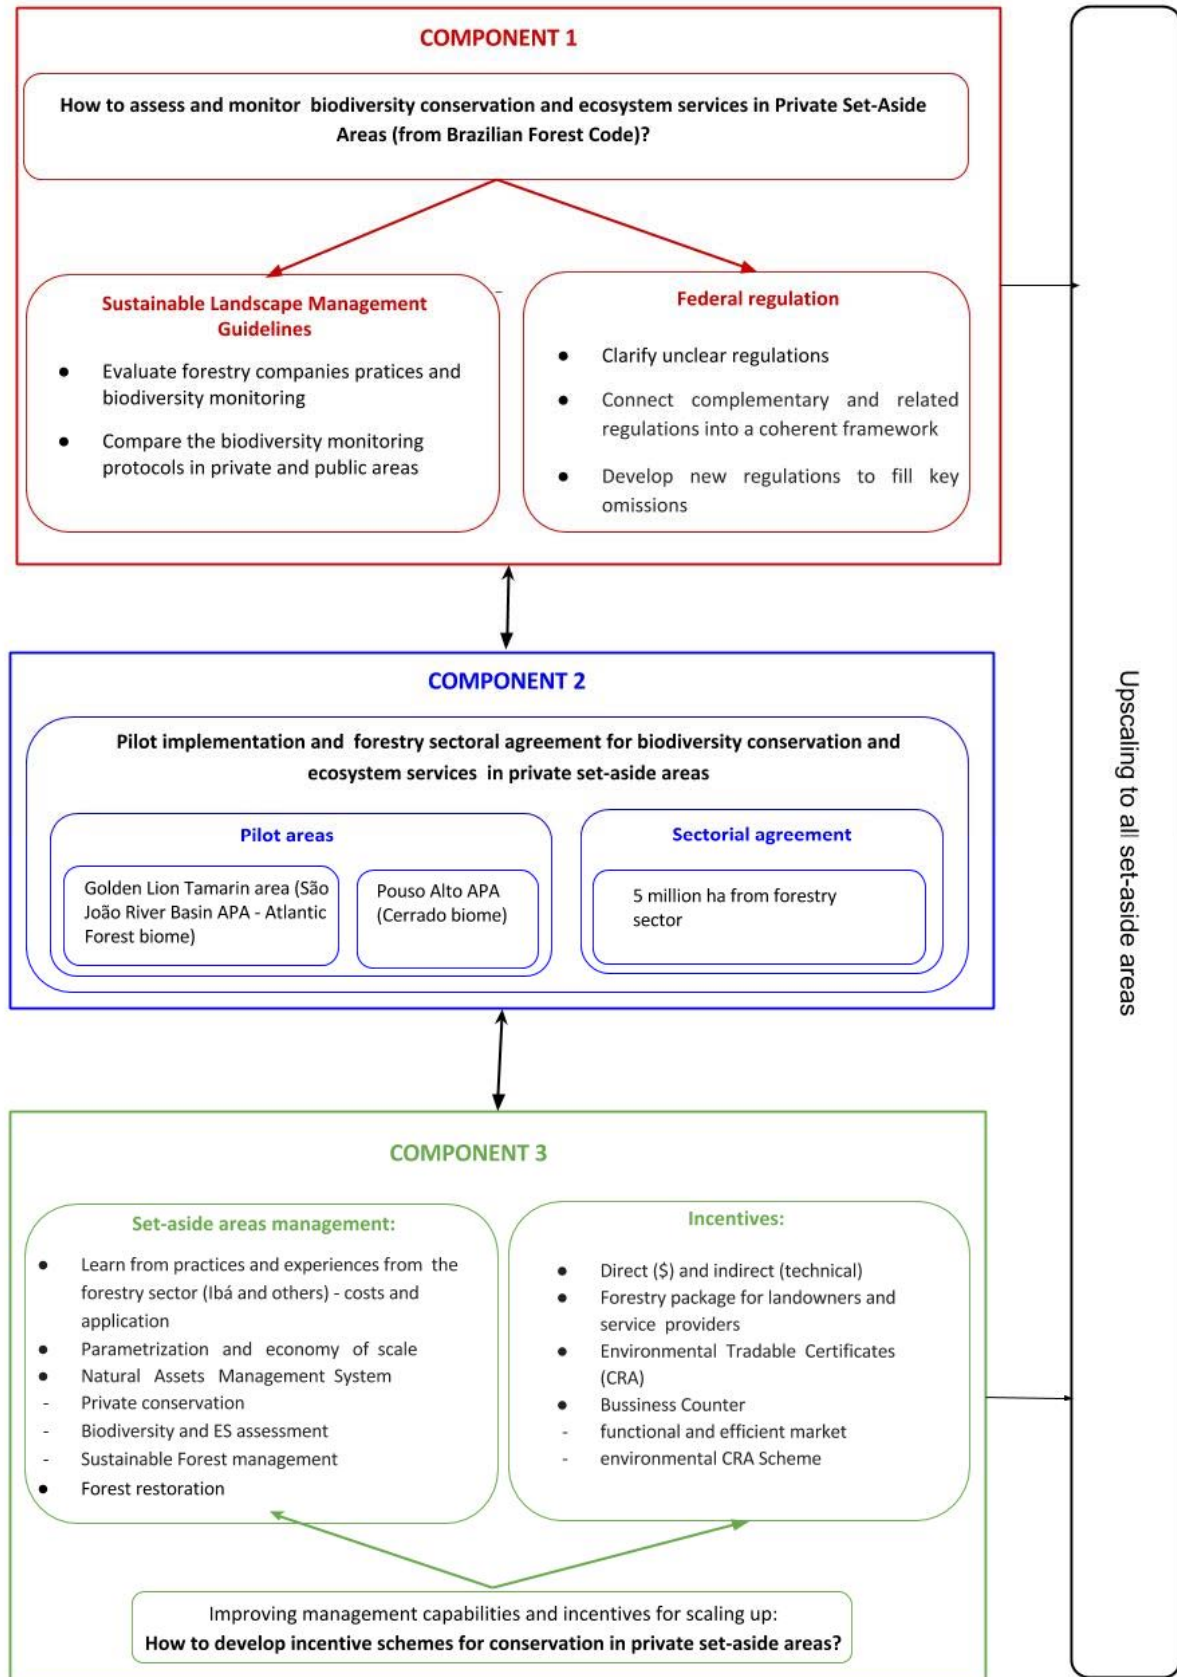 COMPONENT 1
How to assess and monitor biodiversity conservation and ecosystem services in Private Set-Aside
Areas (from Brazilian Forest Code)?
Sustainable Landscape Management
Guidelines
● Evaluate forestry companies pratices and
biodiversity monitoring
● Compare the biodiversity monitoring
protocols in private and public areas
Federal regulation
● Clarify unclear regulations
● Connect complementary and related
regulations into a coherent framework
● Develop new regulations to fill key
omissions
COMPONENT 2
Pilot implementation and forestry sectoral agreement for biodiversity conservation and
ecosystem services in private set-aside areas
Pilot areas
Golden Lion Tamarin area (São
João River Basin APA - Atlantic
Forest biome)
Pouso Alto APA
(Cerrado biome)
Sectorial agreement
5 million ha from forestry
sector
COMPONENT 3
Set-aside areas management:
● Learn from practices and experiences from the
forestry sector (Ibá and others) - costs and
application
● Parametrization and economy of scale
● Natural Assets Management System
- Private conservation
- Biodiversity and ES assessment
- Sustainable Forest management
● Forest restoration
Incentives:
● Direct ($) and indirect (technical)
● Forestry package for landowners and
service providers
● Environmental Tradable Certificates
(CRA)
● Bussiness Counter
- functional and efficient market
- environmental CRA Scheme
Improving management capabilities and incentives for scaling up:
How to develop incentive schemes for conservation in private set-aside areas?
Upscaling to all set-aside areas